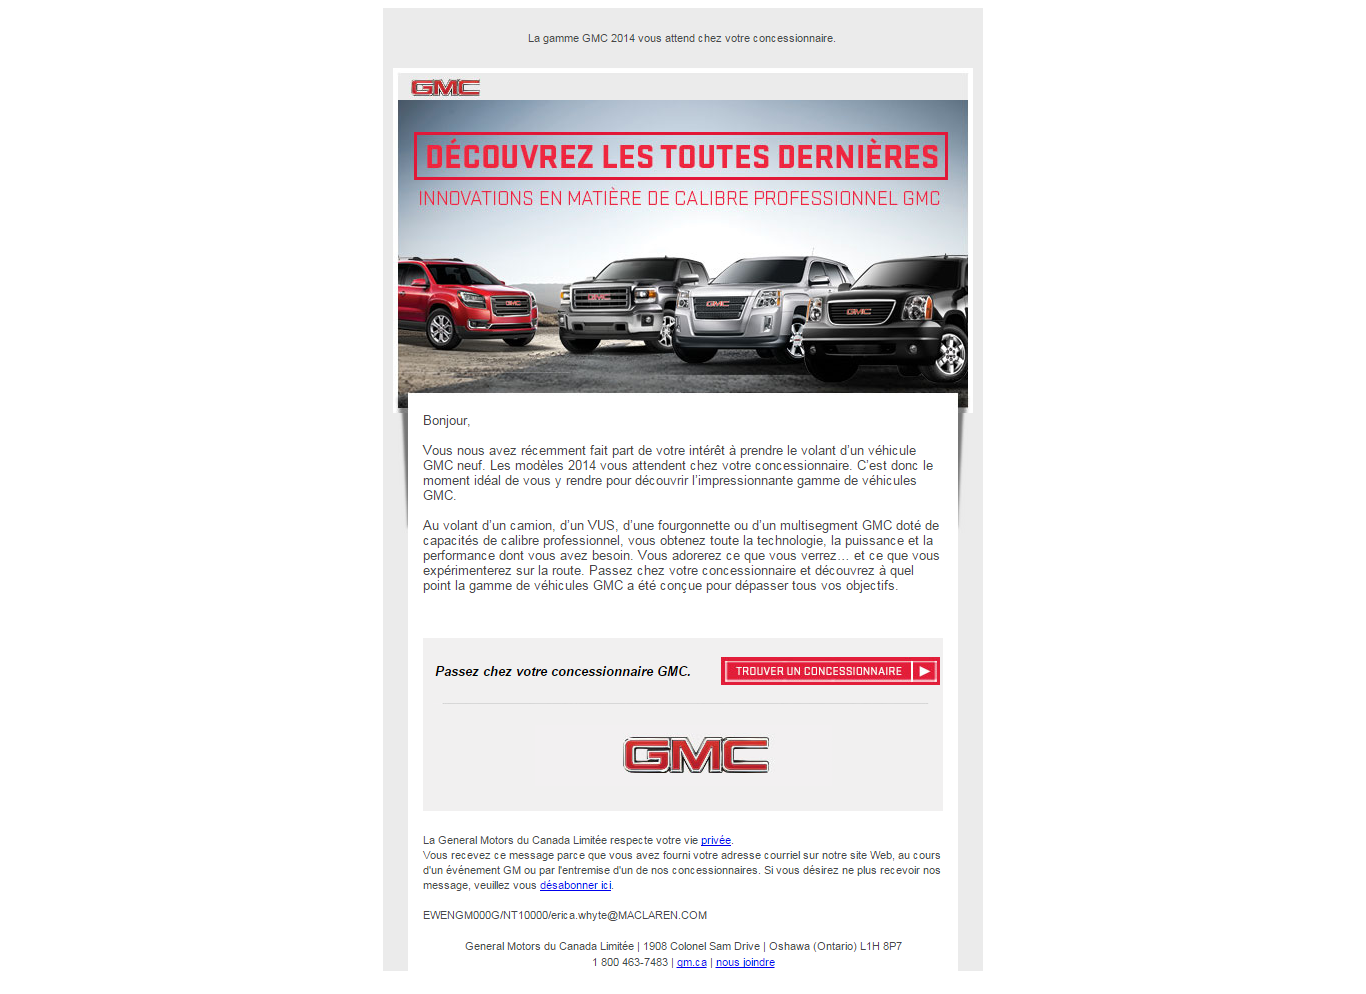 La gamme GMC 2014 vous attend chez votre concessionnaire.
GMC
DÉCOUVREZ LES TOUTES DERNIÈRES
INNOVATIONS EN MATIÈRE DE CALIBRE PROFESSIONNEL GMC
GMC
GMC
GMC
GMC
Bonjour,
Vous nous avez récemment fait part de votre intérêt à prendre le volant d’un véhicule
GMC neuf. Les modèles 2014 vous attendent chez votre concessionnaire. C’est donc le
moment idéal de vous y rendre pour découvrir l’impressionnante gamme de véhicules
GMC.
Au volant d’un camion, d’un VUS, d’une fourgonnette ou d’un multisegment GMC doté de
capacités de calibre professionnel, vous obtenez toute la technologie, la puissance et la
performance dont vous avez besoin. Vous adorerez ce que vous verrez… et ce que vous
expérimenterez sur la route. Passez chez votre concessionnaire et découvrez à quel
point la gamme de véhicules GMC a été conçue pour dépasser tous vos objectifs.
Passez chez votre concessionnaire GMC.
TROUVER UN CONCESSIONNAIRE
GMC
La General Motors du Canada Limitée respecte votre vie privée.
Vous recevez ce message parce que vous avez fourni votre adresse courriel sur notre site Web, au cours
d'un événement GM ou par l'entremise d'un de nos concessionnaires. Si vous désirez ne plus recevoir nos
message, veuillez vous désabonner ici.
EWENGM000G/NT10000/erica.whyte@MACLAREN.COM
General Motors du Canada Limitée | 1908 Colonel Sam Drive | Oshawa (Ontario) L1H 8P7
1 800 463-7483 | gm.ca | nous joindre